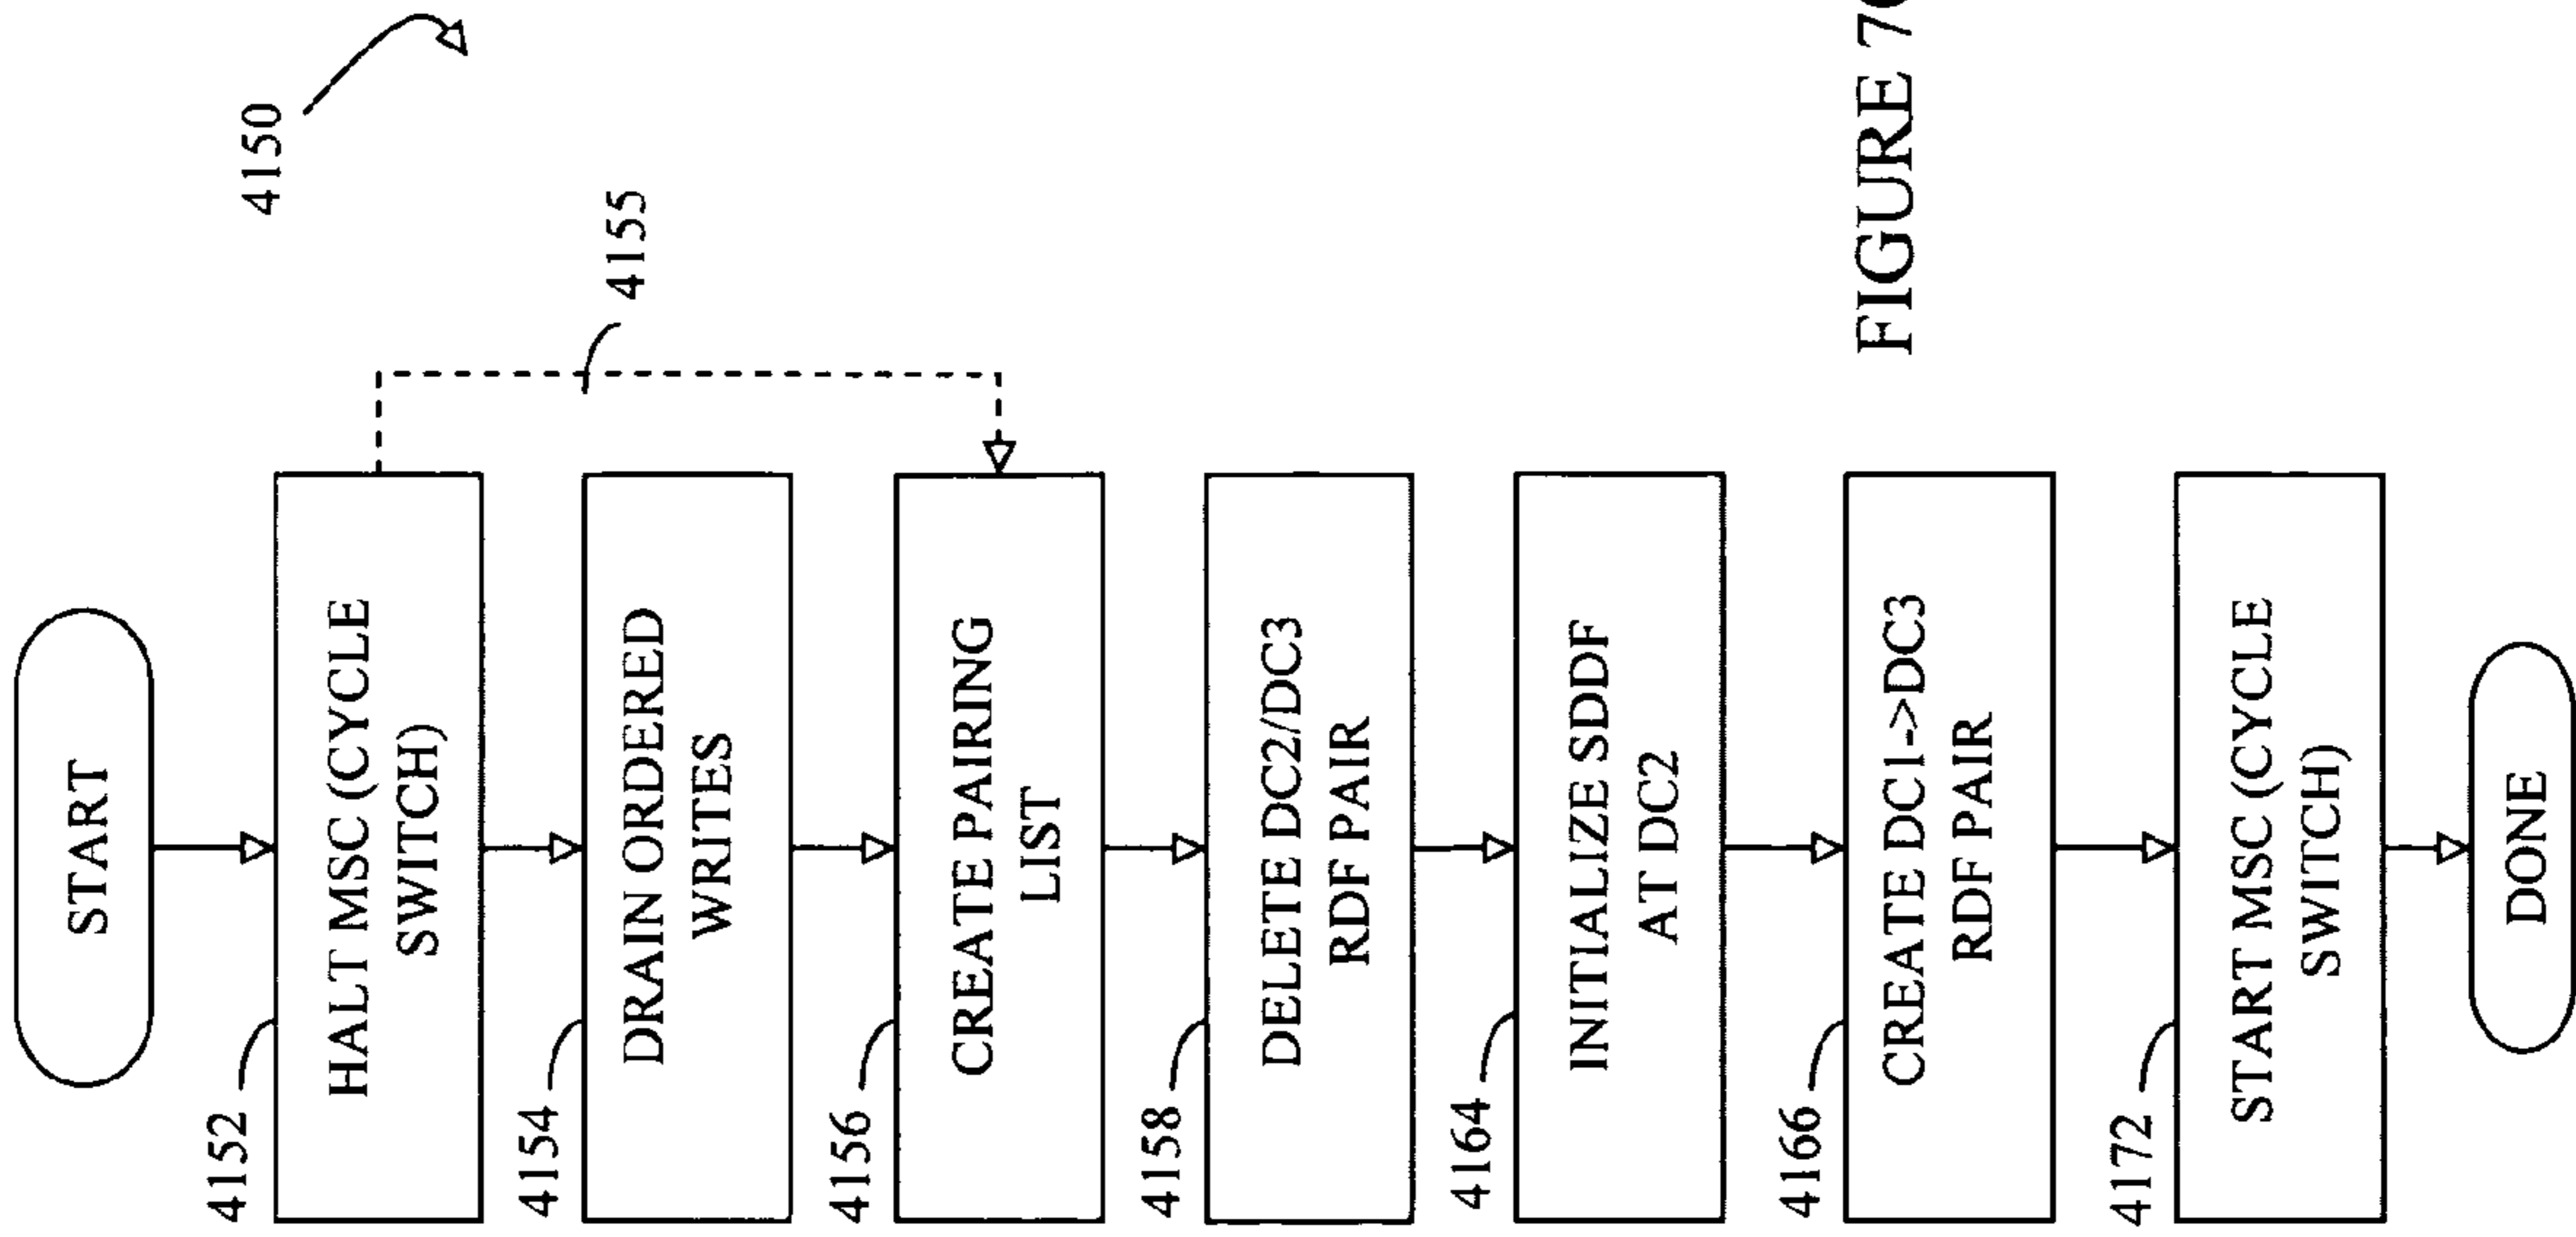 4150
START
4152
HALT MSC (CYCLE
SWITCH)
4154
DRAIN ORDERED
WRITES
4155
4156
CREATE PAIRING
LIST
4158
DELETE DC2/DC3
RDF PAIR
4164
INITIALIZE SDDF
AT DC2
4166
CREATE DC1->DC3
RDF PAIR
4172
START MSC (CYCLE
SWITCH)
DONE
FIGURE